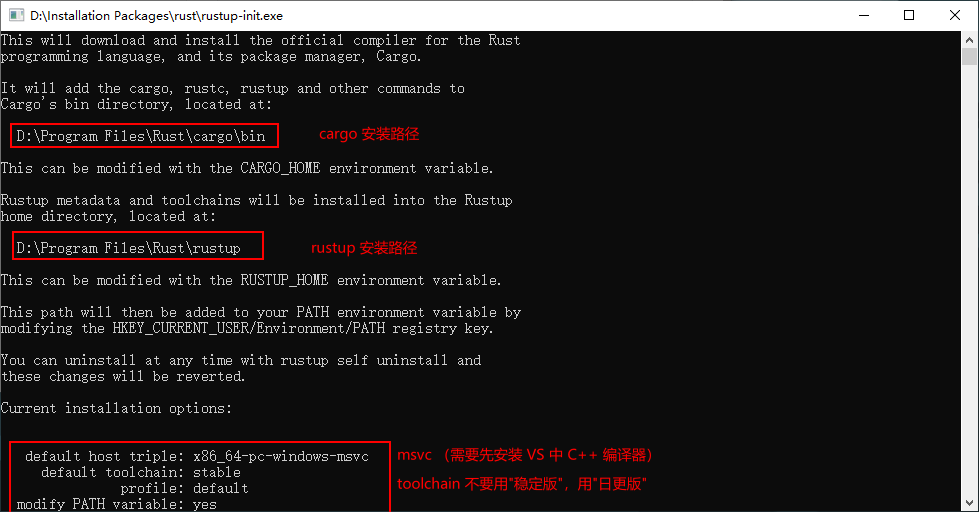 D:\Installation Packages\rust\rustup-init.exe
This will download and install the official compiler for the Rust
programming language, and its package manager, Cargo.
It will add the cargo, rustc, rustup and other commands to
Cargo's bin directory, located at:
D:\Program Files\Rust\cargo\bin cargo 安装路径
This can be modified with the CARGO_HOME environment variable.
Rustup metadata and toolchains will be installed into the Rustup
home directory, located at:
D:\Program Files\Rust\rustup rustup 安装路径
This can be modified with the RUSTUP_HOME environment variable.
This path will then be added to your PATH environment variable by
modifying the HKEY_CURRENT_USER/Environment/PATH registry key.
You can uninstall at any time with rustup self uninstall and
these changes will be reverted.
Current installation options:
default host triple: x86_64-pc-windows-msvc msvc （需要先安装 VS 中 C++ 编译器）
default toolchain: stable
profile: default toolchain 不要用"稳定版"，用"日更版"
modify PATH variable: yes